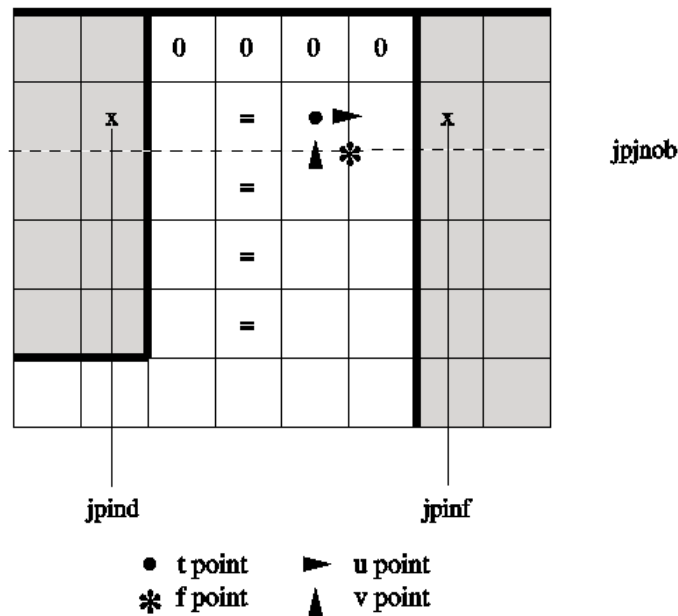 0 0 0 0
x = x
jpjnob
=
=
=
jpind jpinf
t point u point
f point v point